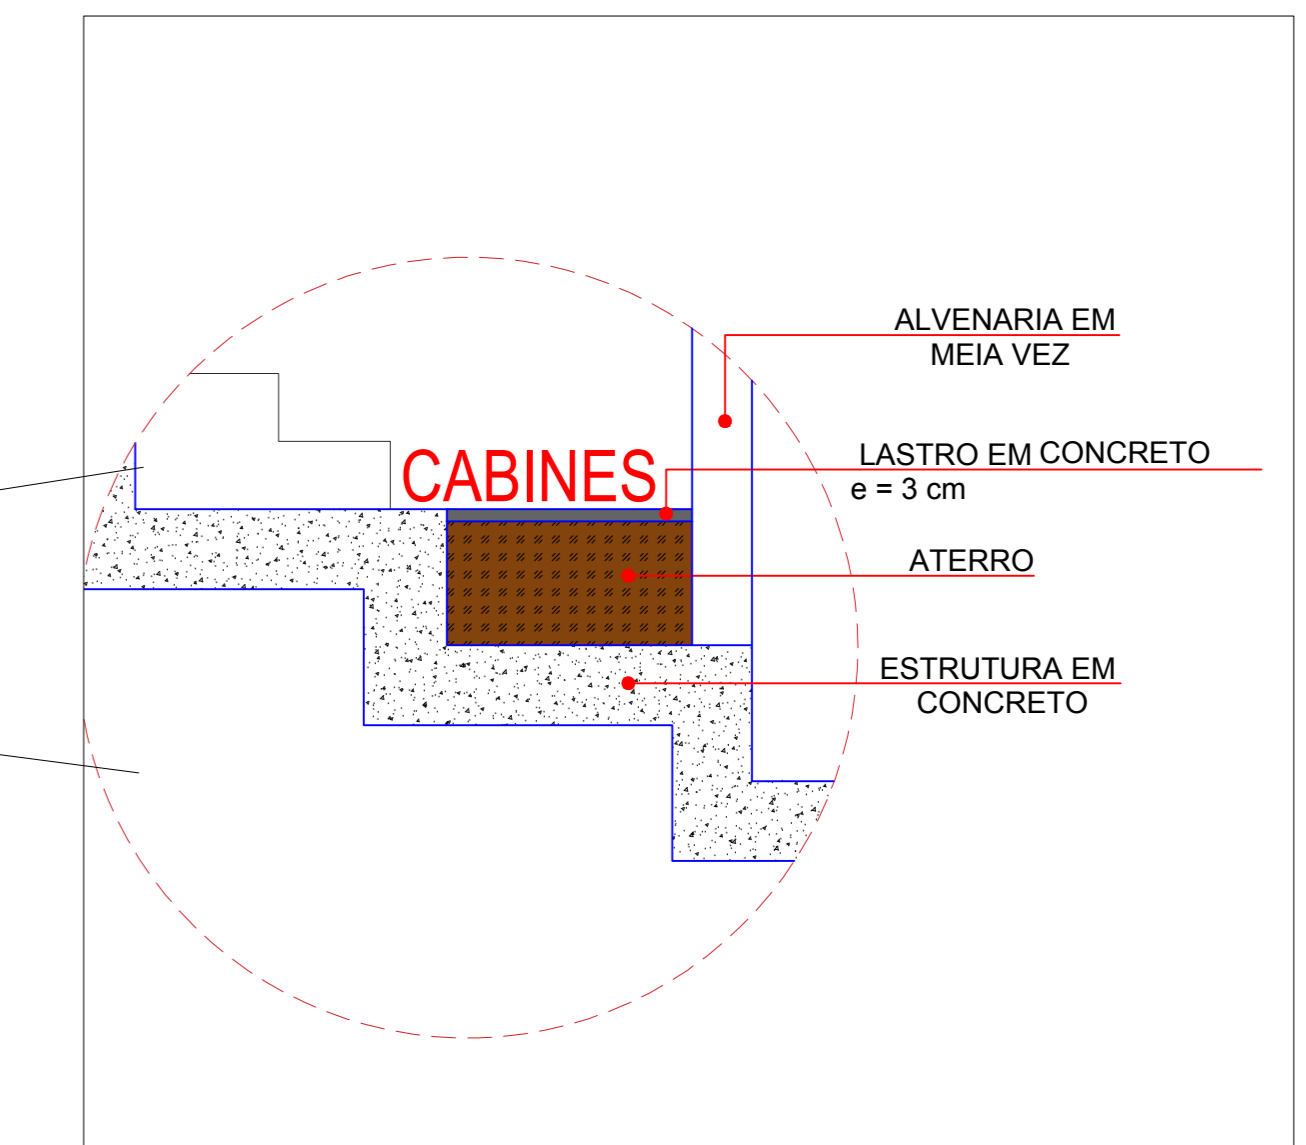 ALVENARIA EM
MEIA VEZ
CABINES
LASTRO EM CONCRETO
e = 3 cm
ATERRO
ESTRUTURA EM
CONCRETO